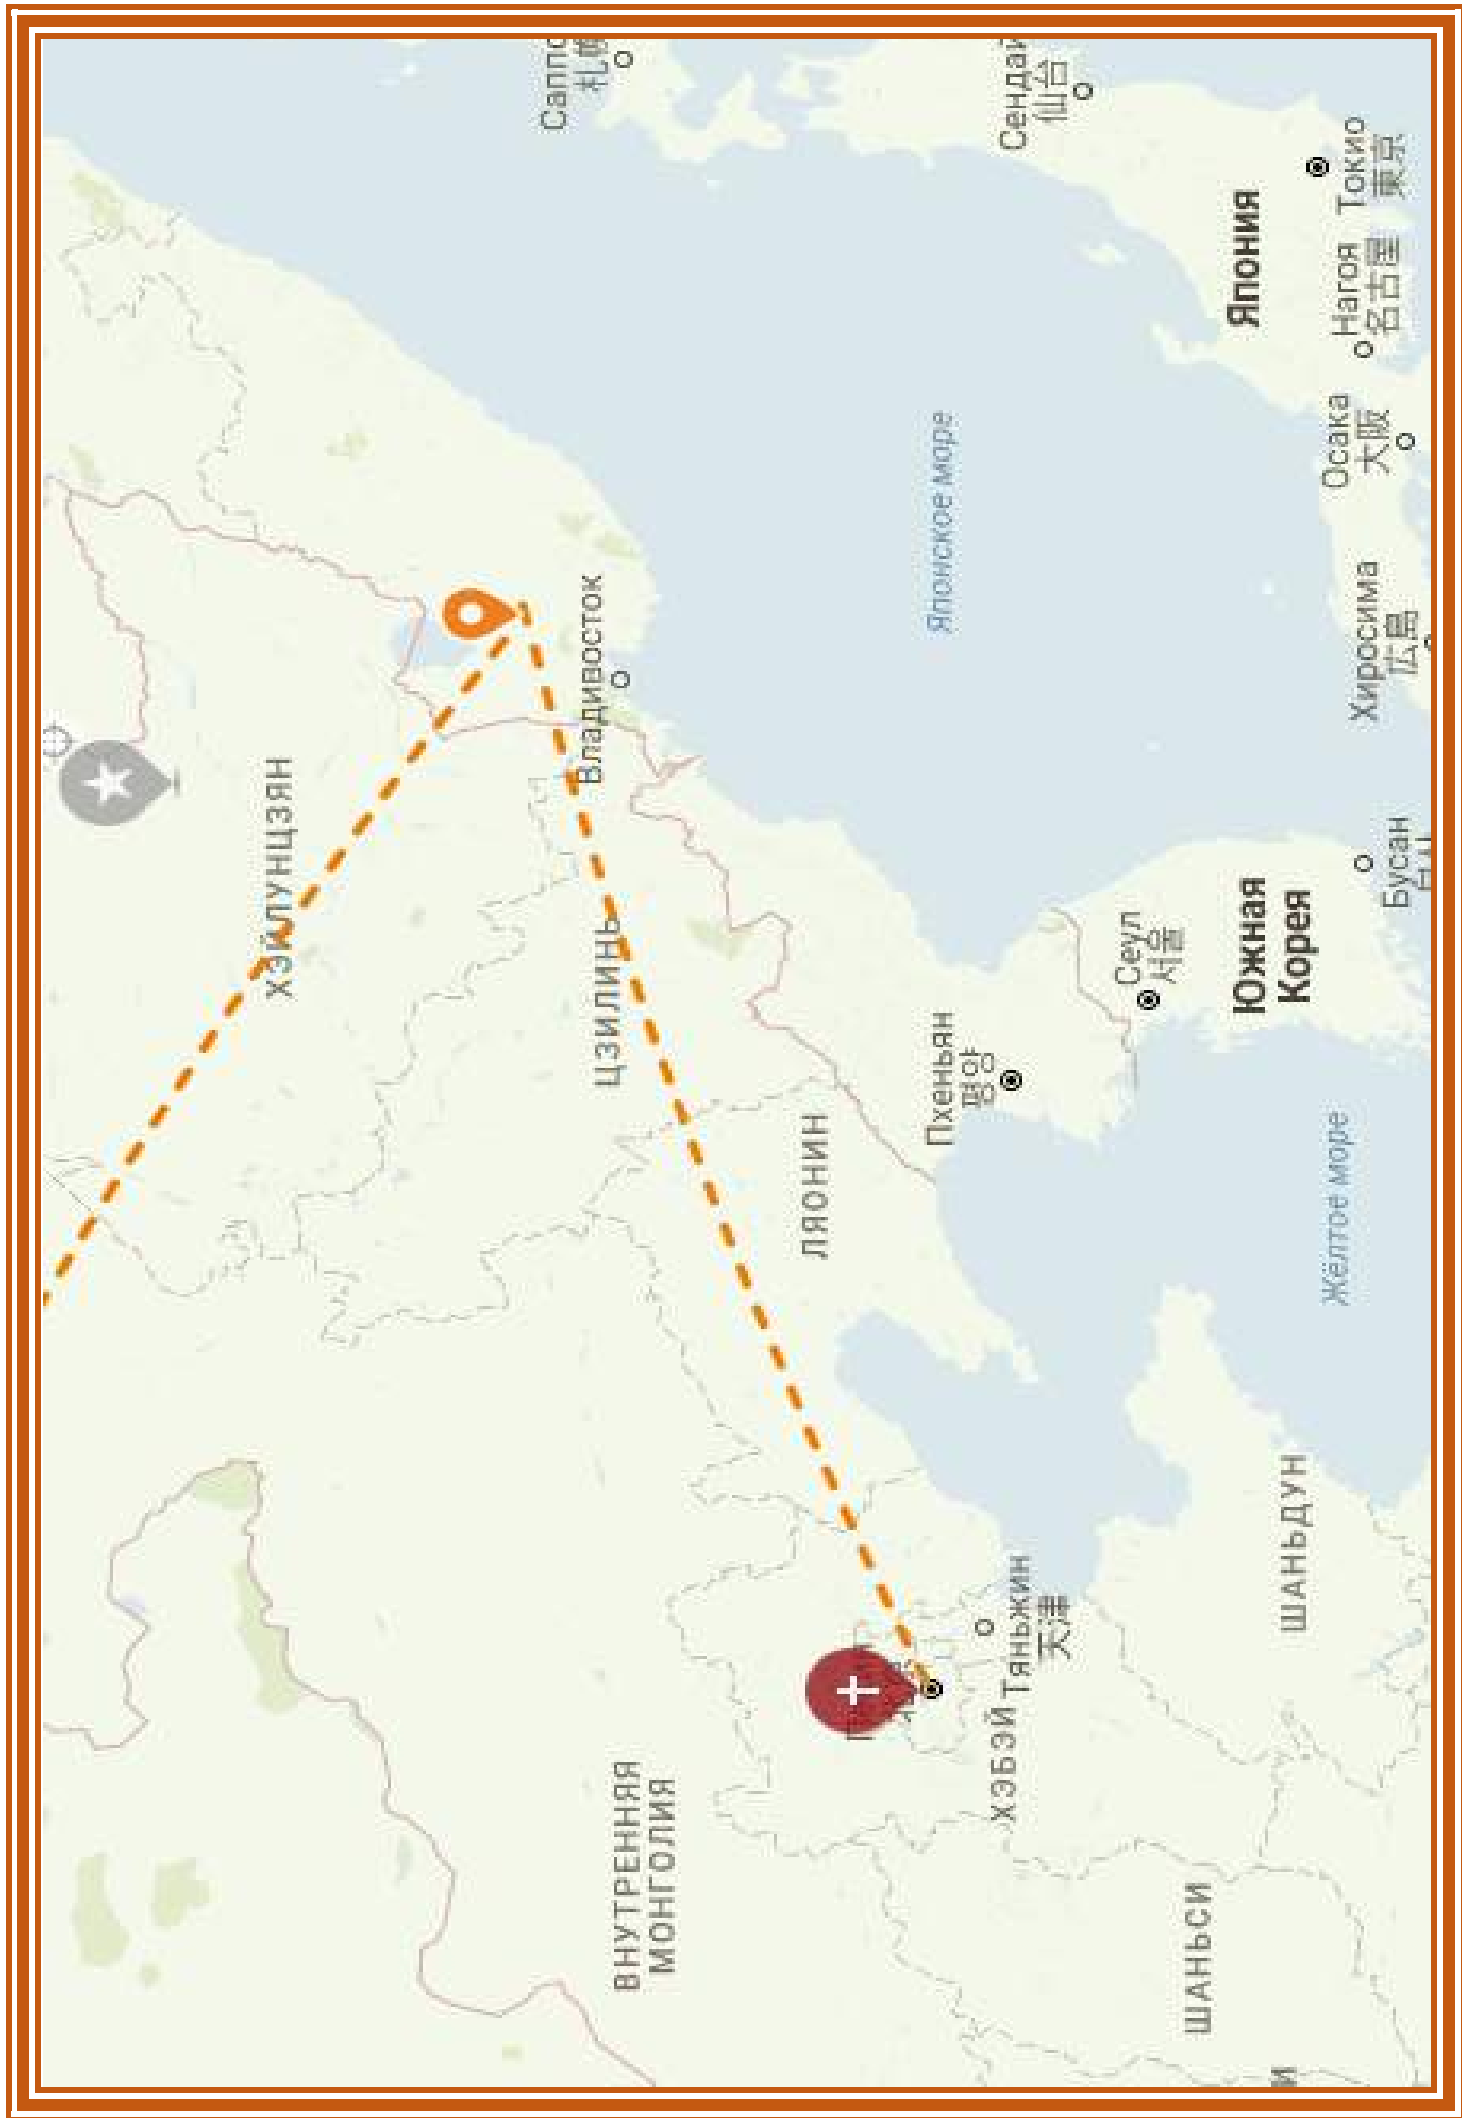 Владивосток
ХЭЙЛУНЦЗЯН
ЦЗИЛИНЬ
ЛЯОНИН
ВНУТРЕННЯЯ
МОНГОЛИЯ
Пхеньян
평양
Сеул
서울
Южная
Корея
Бусан
Японское море
Жёлтое море
Саппо
札幌
Сендай
仙台
Япония
Токио
東京
Нагоя
名古屋
Осака
大阪
Хиросима
広島
ХЭБЭЙ
Тяньжин
天津
ШАНЬДУН
ШАНЬСИ